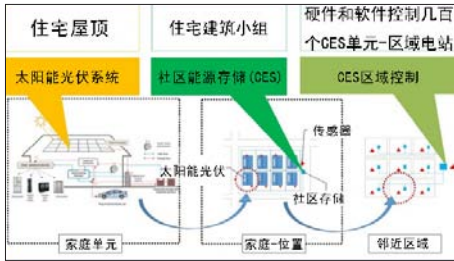 住宅屋顶
住宅建筑小组
硬件和软件控制几百
个CES单元-区域电站
太阳能光伏系统
社区能源存储(CES)
CES区域控制
传感器
太阳能光伏
社区存储
家庭单元
家庭-位置
邻近区域